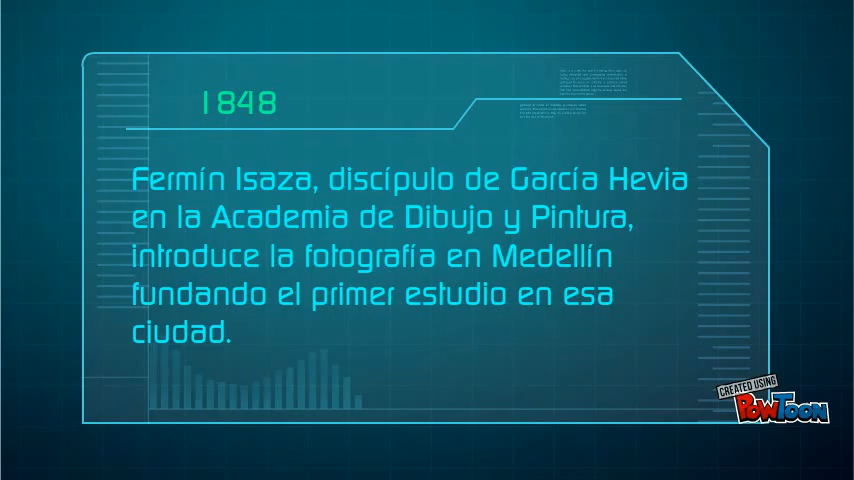 1848
Fermín Isaza, discípulo de García Hevia
en la Academia de Dibujo y Pintura,
introduce la fotografía en Medellín
fundando el primer estudio en esa
ciudad.
CREATED USING
POWTOON